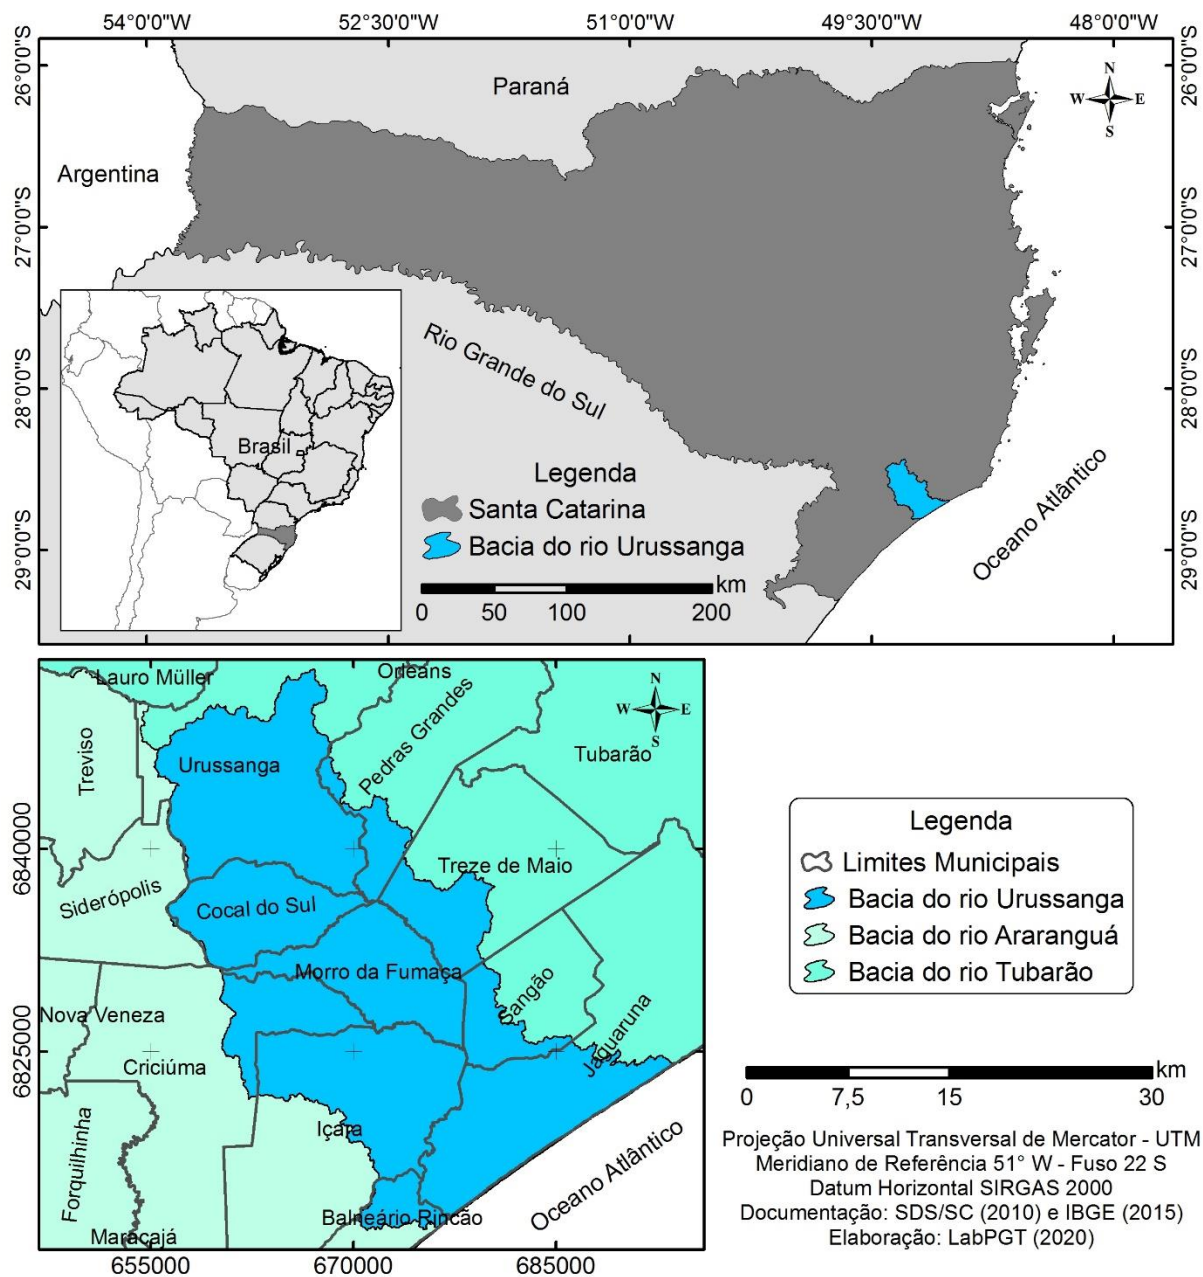 54°0'0"W 52°30'0"W 51°0'0"W 49°30'0"W 48°0'0"W
26°0'0"S
26°0'0"S
Paraná
N
W E
S
Argentina
27°0'0"S
27°0'0"S
Rio Grande do Sul
28°0'0"S
28°0'0"S
Brasil
Legenda
Santa Catarina
Bacia do rio Urussanga
Oceano Atlântico
29°0'0"S
29°0'0"S
km
0 50 100 200
Lauro Müller
Orleans
N
W E
S
Treviso
Urussanga
Pedras Grandes
Tubarão
6840000
Treze de Maio
Siderópolis
Cocal do Sul
Morro da Fumaça
Sangão
Nova Veneza
Jaguaruna
6825000
Criciúma
Içara
Forquilhinha
Oceano Atlântico
Balneário Rincão
Maracajá
655000 670000 685000
Legenda
Limites Municipais
Bacia do rio Urussanga
Bacia do rio Araranguá
Bacia do rio Tubarão
km
0 7,5 15 30
Projeção Universal Transversal de Mercator - UTM
Meridiano de Referência 51° W - Fuso 22 S
Datum Horizontal SIRGAS 2000
Documentação: SDS/SC (2010) e IBGE (2015)
Elaboração: LabPGT (2020)